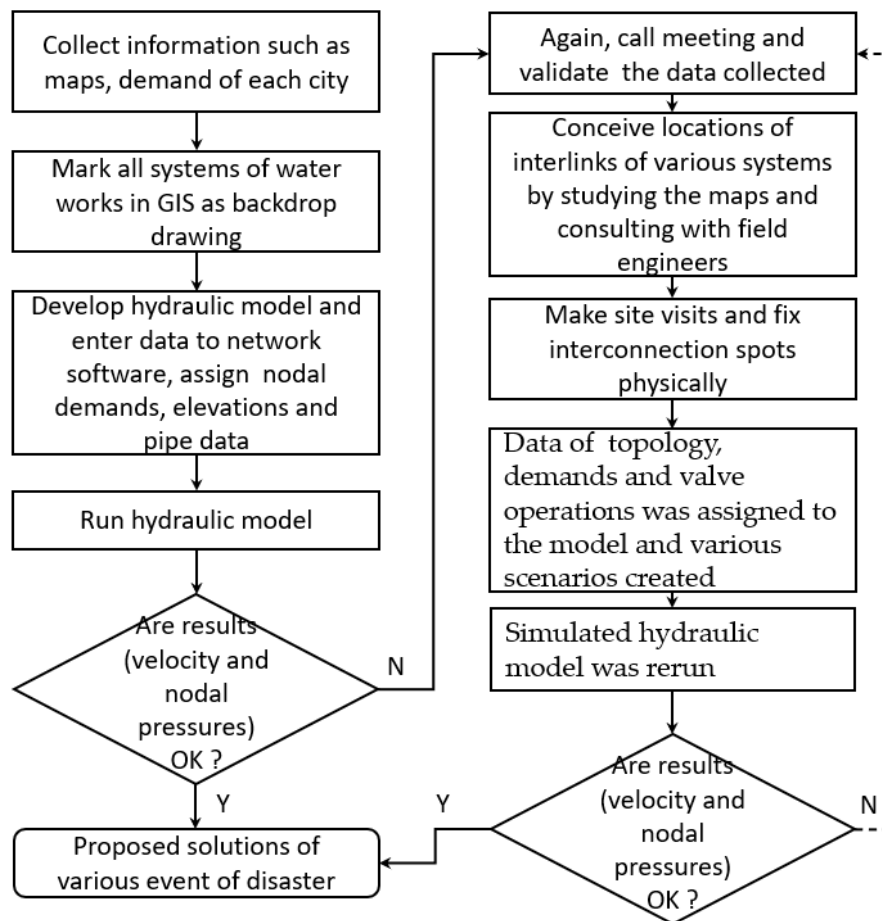 Collect information such as
maps, demand of each city
Mark all systems of water
works in GIS as backdrop
drawing
Develop hydraulic model and
enter data to network
software, assign nodal
demands, elevations and
pipe data
Run hydraulic model
Are results
(velocity and
nodal
pressures)
OK ?
N
Y
Proposed solutions of
various event of disaster
Again, call meeting and
validate the data collected
Conceive locations of
interlinks of various systems
by studying the maps and
consulting with field
engineers
Make site visits and fix
interconnection spots
physically
Data of topology,
demands and valve
operations was assigned to
the model and various
scenarios created
Simulated hydraulic
model was rerun
Are results
(velocity and
nodal
pressures)
OK ?
Y
N